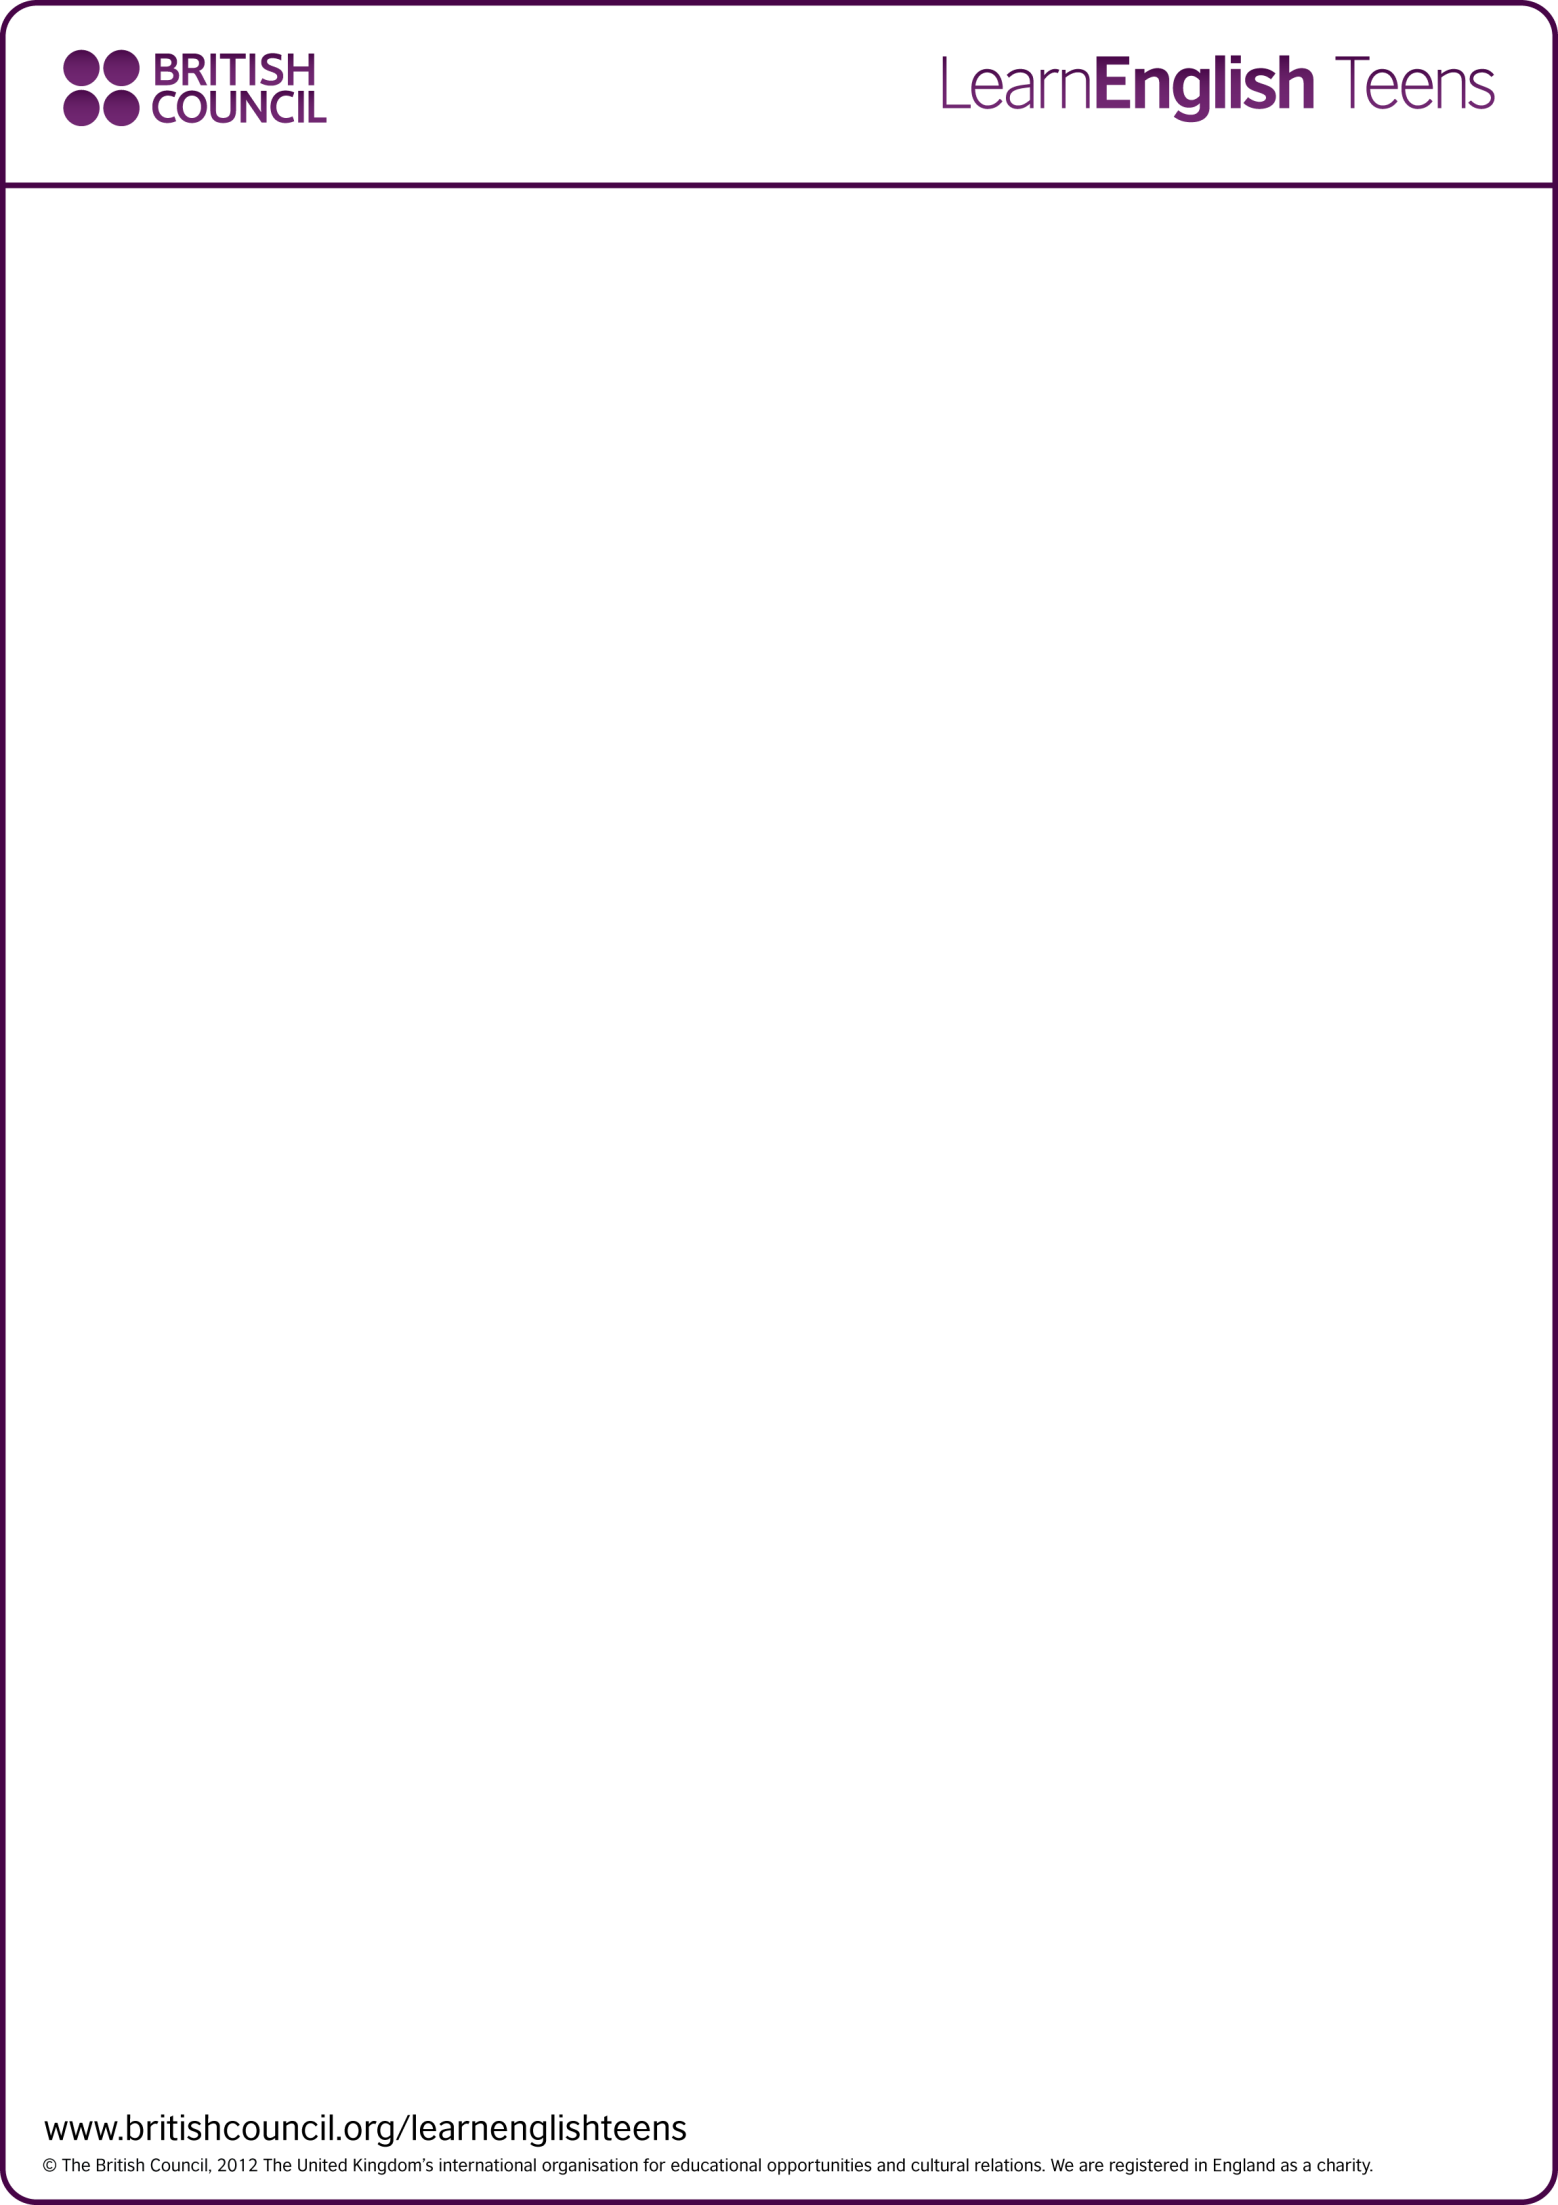 BRITISH
COUNCIL
LearnEnglish Teens
www.britishcouncil.org/learnenglishteens
© The British Council, 2012 The United Kingdom’s international organisation for educational opportunities and cultural relations. We are registered in England as a charity.